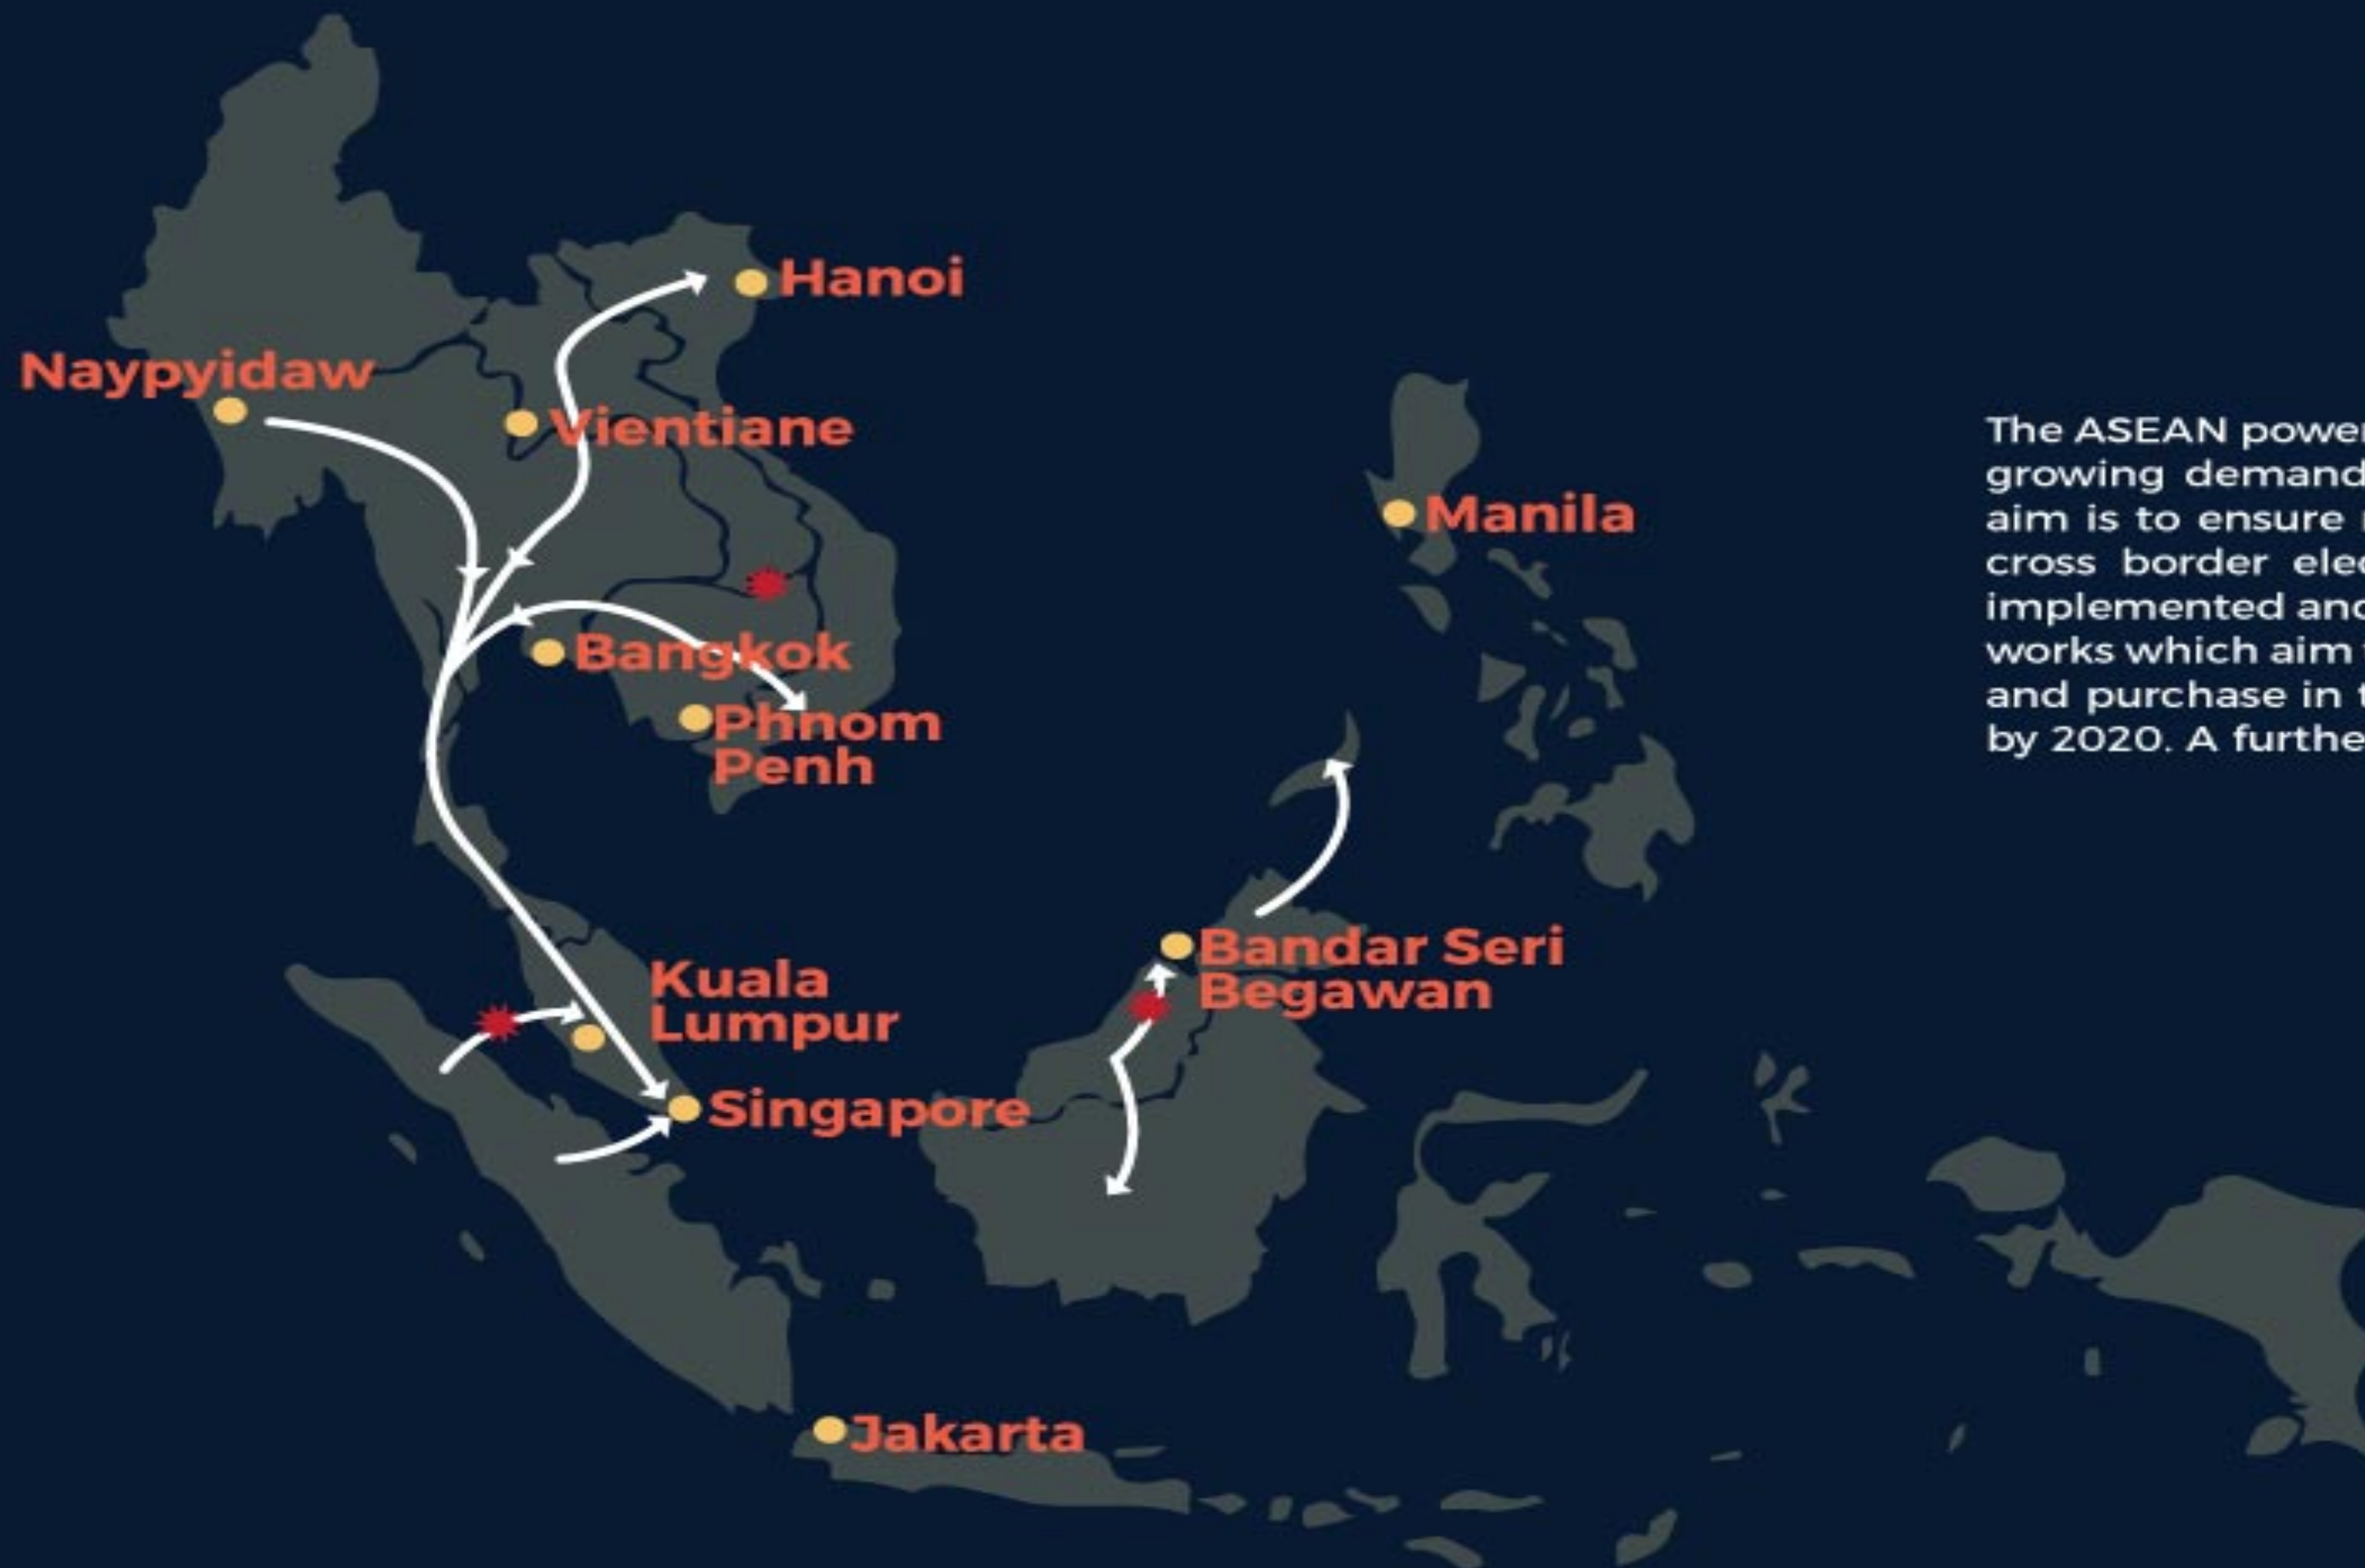 Hanoi
Naypyidaw
Vientiane
Manila
Bangkok
Phnom
Penh
Bandar Seri
Begawan
Kuala
Lumpur
Singapore
Jakarta
The ASEAN power
growing demand
aim is to ensure
cross border
implemented and
works which aim
and purchase in
by 2020. A